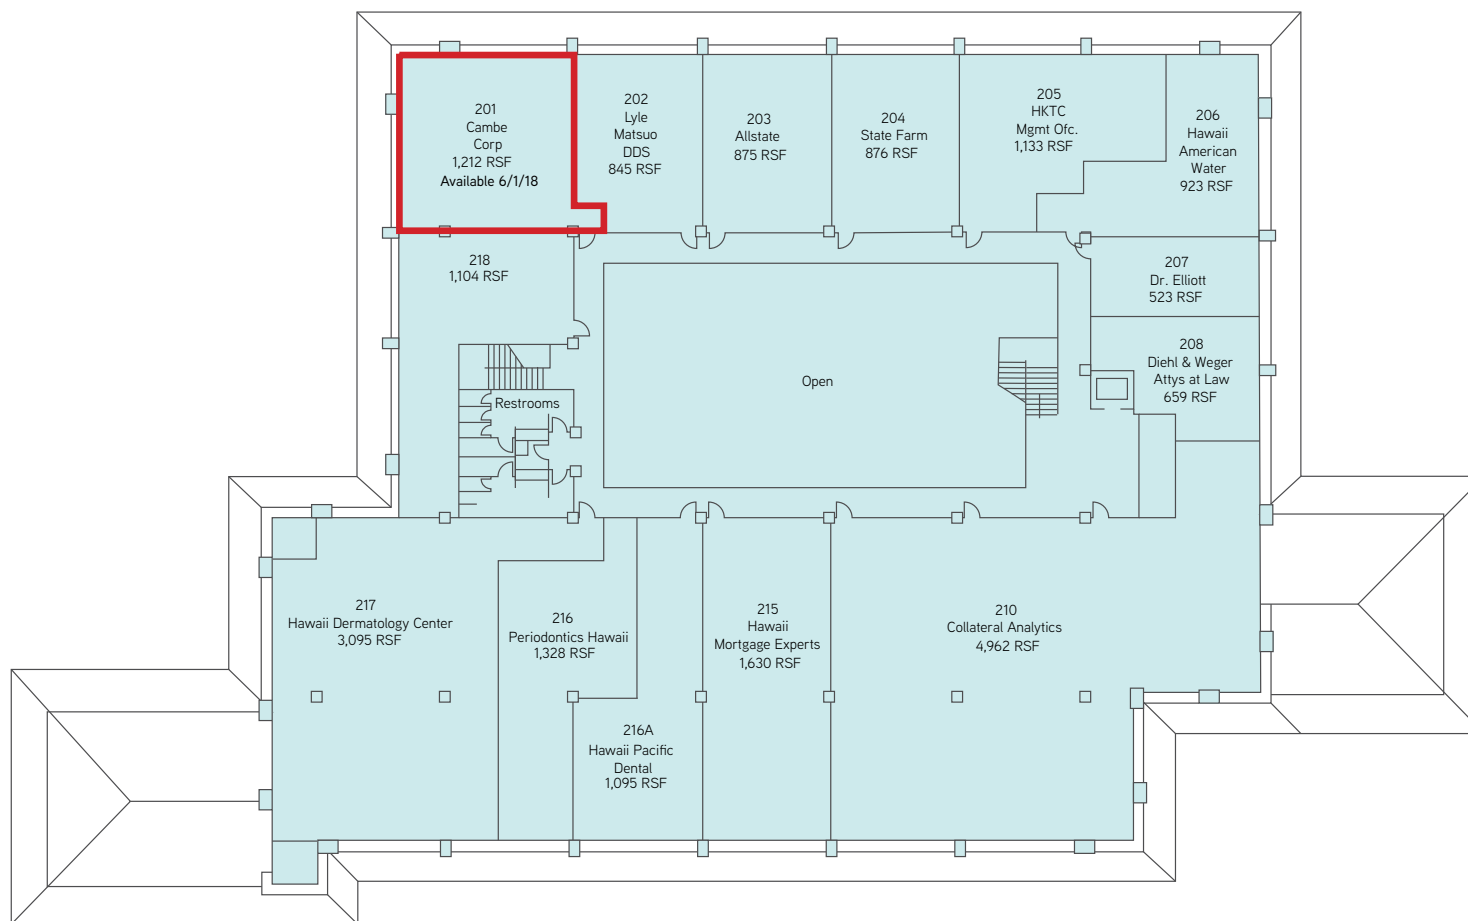 201
Cambe
Corp
1,212 RSF
Available 6/1/18
202
Lyle
Matsuo
DDS
845 RSF
203
Allstate
875 RSF
204
State Farm
876 RSF
205
HKTC
Mgmt Ofc.
1,133 RSF
206
Hawaii
American
Water
923 RSF
218
1,104 RSF
207
Dr. Elliott
523 RSF
208
Diehl & Weger
Attys at Law
659 RSF
Open
Restrooms
217
Hawaii Dermatology Center
3,095 RSF
216
Periodontics Hawaii
1,328 RSF
215
Hawaii
Mortgage Experts
1,630 RSF
210
Collateral Analytics
4,962 RSF
216A
Hawaii Pacific
Dental
1,095 RSF